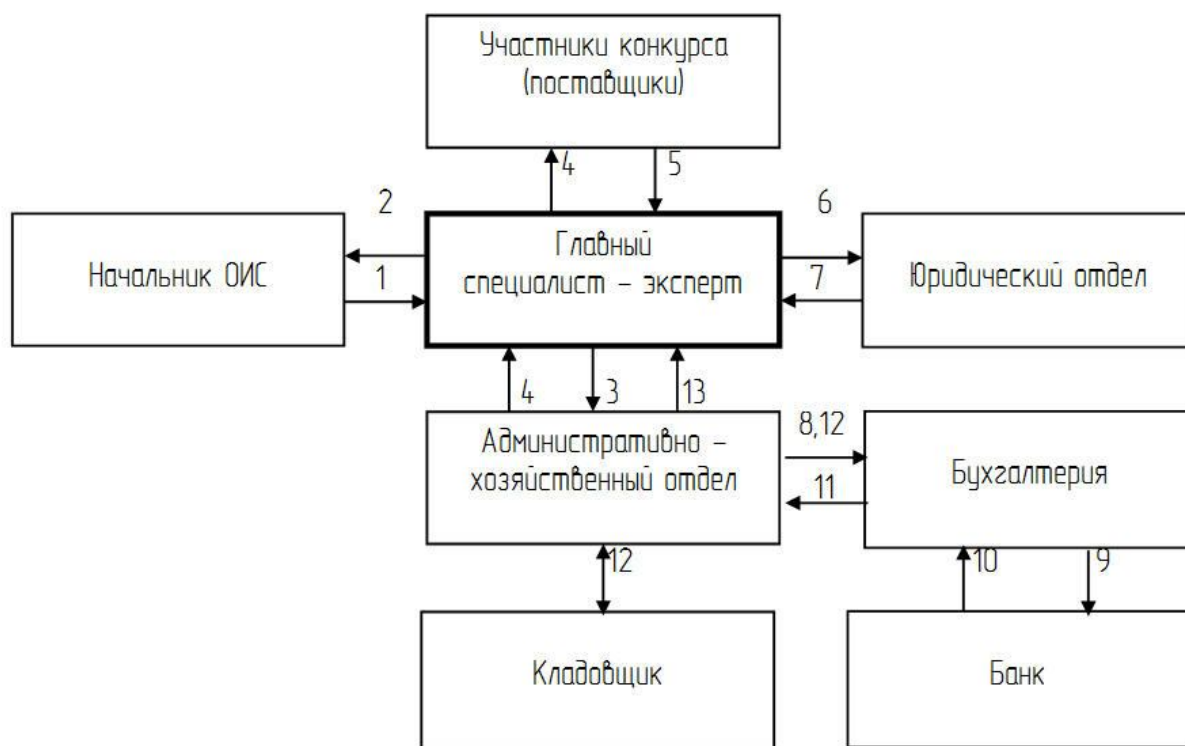 Участники конкурса
(поставщики)
4
5
2
6
Начальник ОИС
Главный
специалист – эксперт
Юридический отдел
1
7
4
3
13
Административно –
хозяйственный отдел
8,12
11
Бухгалтерия
12
10
9
Кладовщик
Банк